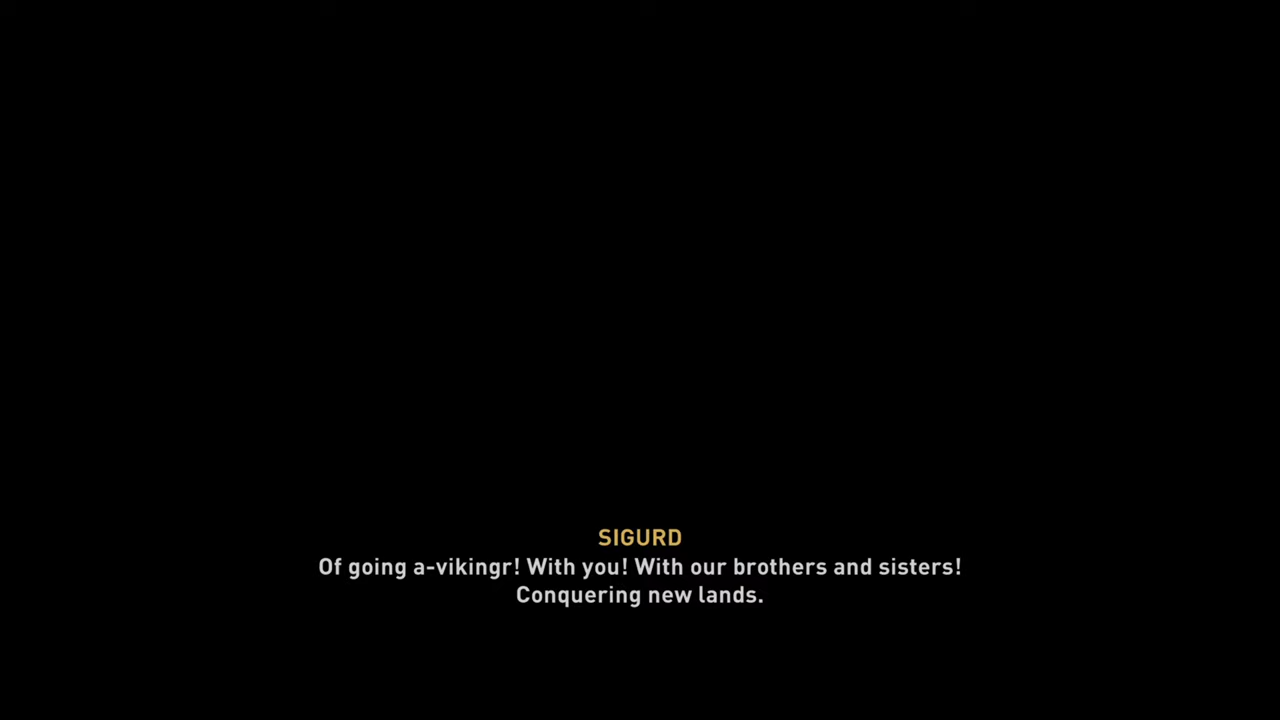 SIGURD
Of going a-vikingr! With you! With our brothers and sisters!
Conquering new lands.